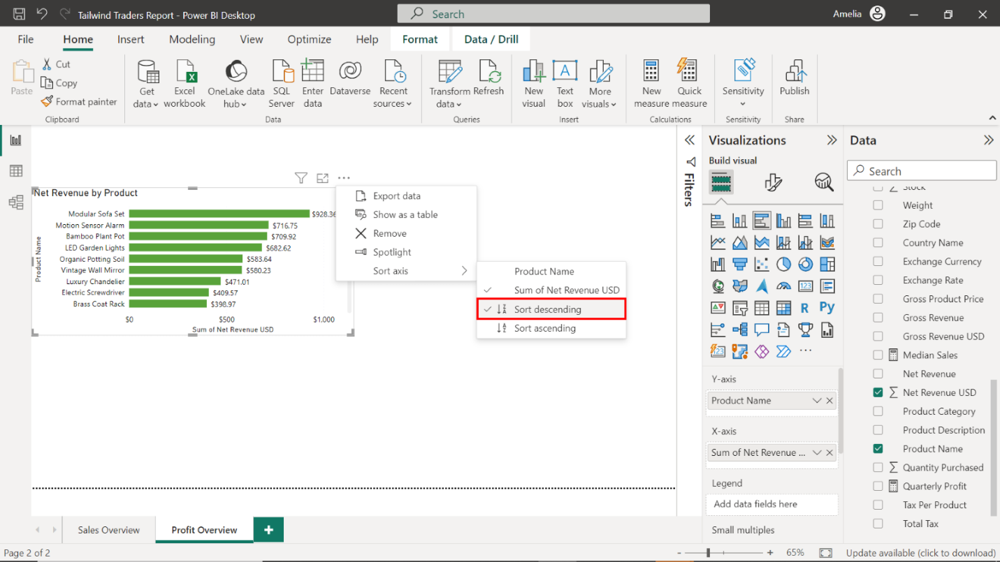 Tailwind Traders Report - Power BI Desktop
Search
Amelia
File
Home
Insert
Modeling
View
Optimize
Help
Format
Data / Drill
Paste
Cut
Copy
Format painter
Clipboard
Get
data
Excel
workbook
OneLake data
hub
SQL
Server
Enter
data
Dataverse
Recent
sources
Data
Transform
data
Refresh
Queries
New
visual
Text
box
More
visuals
Insert
New
measure
Quick
measure
Calculations
Sensitivity
Sensitivity
Publish
Share
Net Revenue by Product
Product Name
Modular Sofa Set $928.36
Motion Sensor Alarm $716.75
Bamboo Plant Pot $709.92
LED Garden Lights $682.62
Organic Potting Soil $583.64
Vintage Wall Mirror $580.23
Luxury Chandelier $471.01
Electric Screwdriver $409.57
Brass Coat Rack $398.97
$0 $500 $1,000
Sum of Net Revenue USD
Export data
Show as a table
Remove
Spotlight
Sort axis
Product Name
Sum of Net Revenue USD
Sort descending
Sort ascending
Filters
Visualizations
Build visual
R
Py
123
Y-axis
Product Name
X-axis
Sum of Net Revenue ...
Legend
Add data fields here
Small multiples
Data
Search
Stock
Weight
Zip Code
Country Name
Exchange Currency
Exchange Rate
Gross Product Price
Gross Revenue
Gross Revenue USD
Median Sales
Net Revenue
Net Revenue USD
Product Category
Product Description
Product Name
Quantity Purchased
Quarterly Profit
Tax Per Product
Total Tax
Sales Overview
Profit Overview
Page 2 of 2
- + 65%
Update available (click to download)